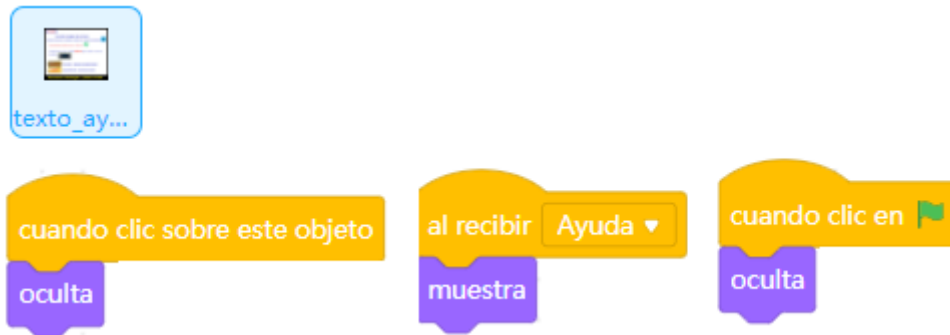 texto_ay...
cuando clic sobre este objeto
oculta
al recibir Ayuda
muestra
cuando clic en
oculta